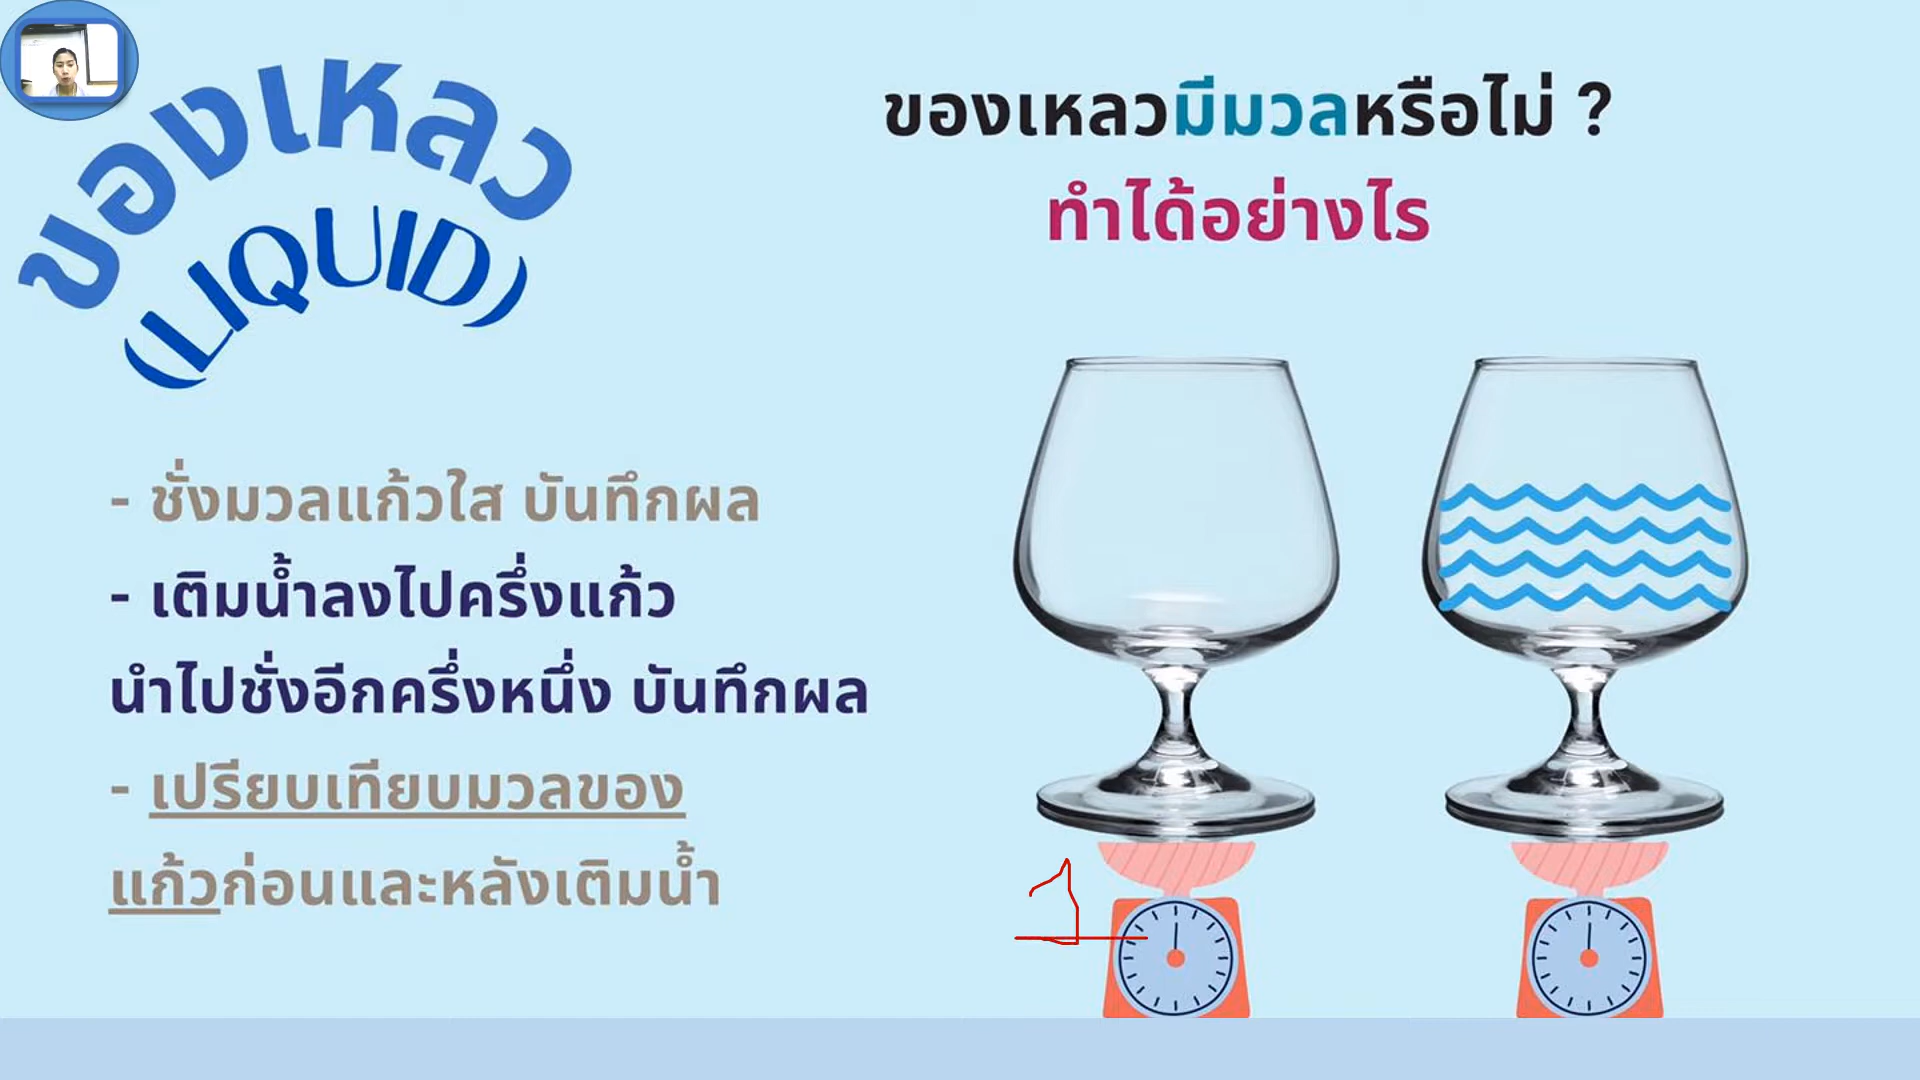 ของเหลว
(LIQUID)
ของเหลวมีมวลหรือไม่ ?
ทำได้อย่างไร
- ชั่งมวลแก้วใส บันทึกผล
- เติมน้ำลงไปครึ่งแก้ว
นำไปชั่งอีกครึ่งหนึ่ง บันทึกผล
- เปรียบเทียบมวลของ
แก้วก่อนและหลังเติมน้ำ
1